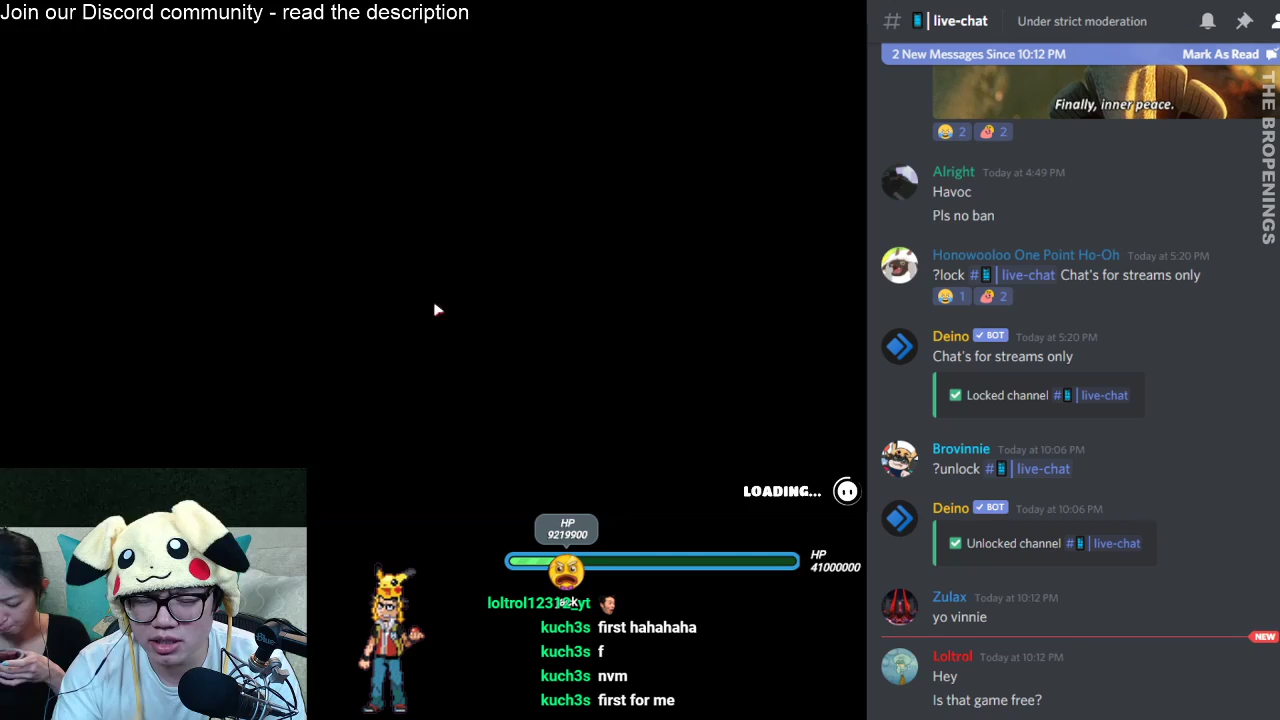 Join our Discord community - read the description
# | live-chat Under strict moderation
2 New Messages Since 10:12 PM Mark As Read
Finally, inner peace.
2 2
Alright Today at 4:49 PM
Havoc
Pls no ban
Honowooloo One Point Ho-Oh Today at 5:20 PM
?lock # | live-chat Chat's for streams only
1 2
Deino BOT Today at 5:20 PM
Chat's for streams only
Locked channel # | live-chat
Brovinnie Today at 10:06 PM
?unlock # | live-chat
Deino BOT Today at 10:06 PM
Unlocked channel # | live-chat
Zulax Today at 10:12 PM
yo vinnie
NEW
Loltrol Today at 10:12 PM
Hey
Is that game free?
THE BROPENINGS
LOADING...
HP
9219900
HP
41000000
kuch3s first hahahaha
kuch3s f
kuch3s nvm
kuch3s first for me
Blue